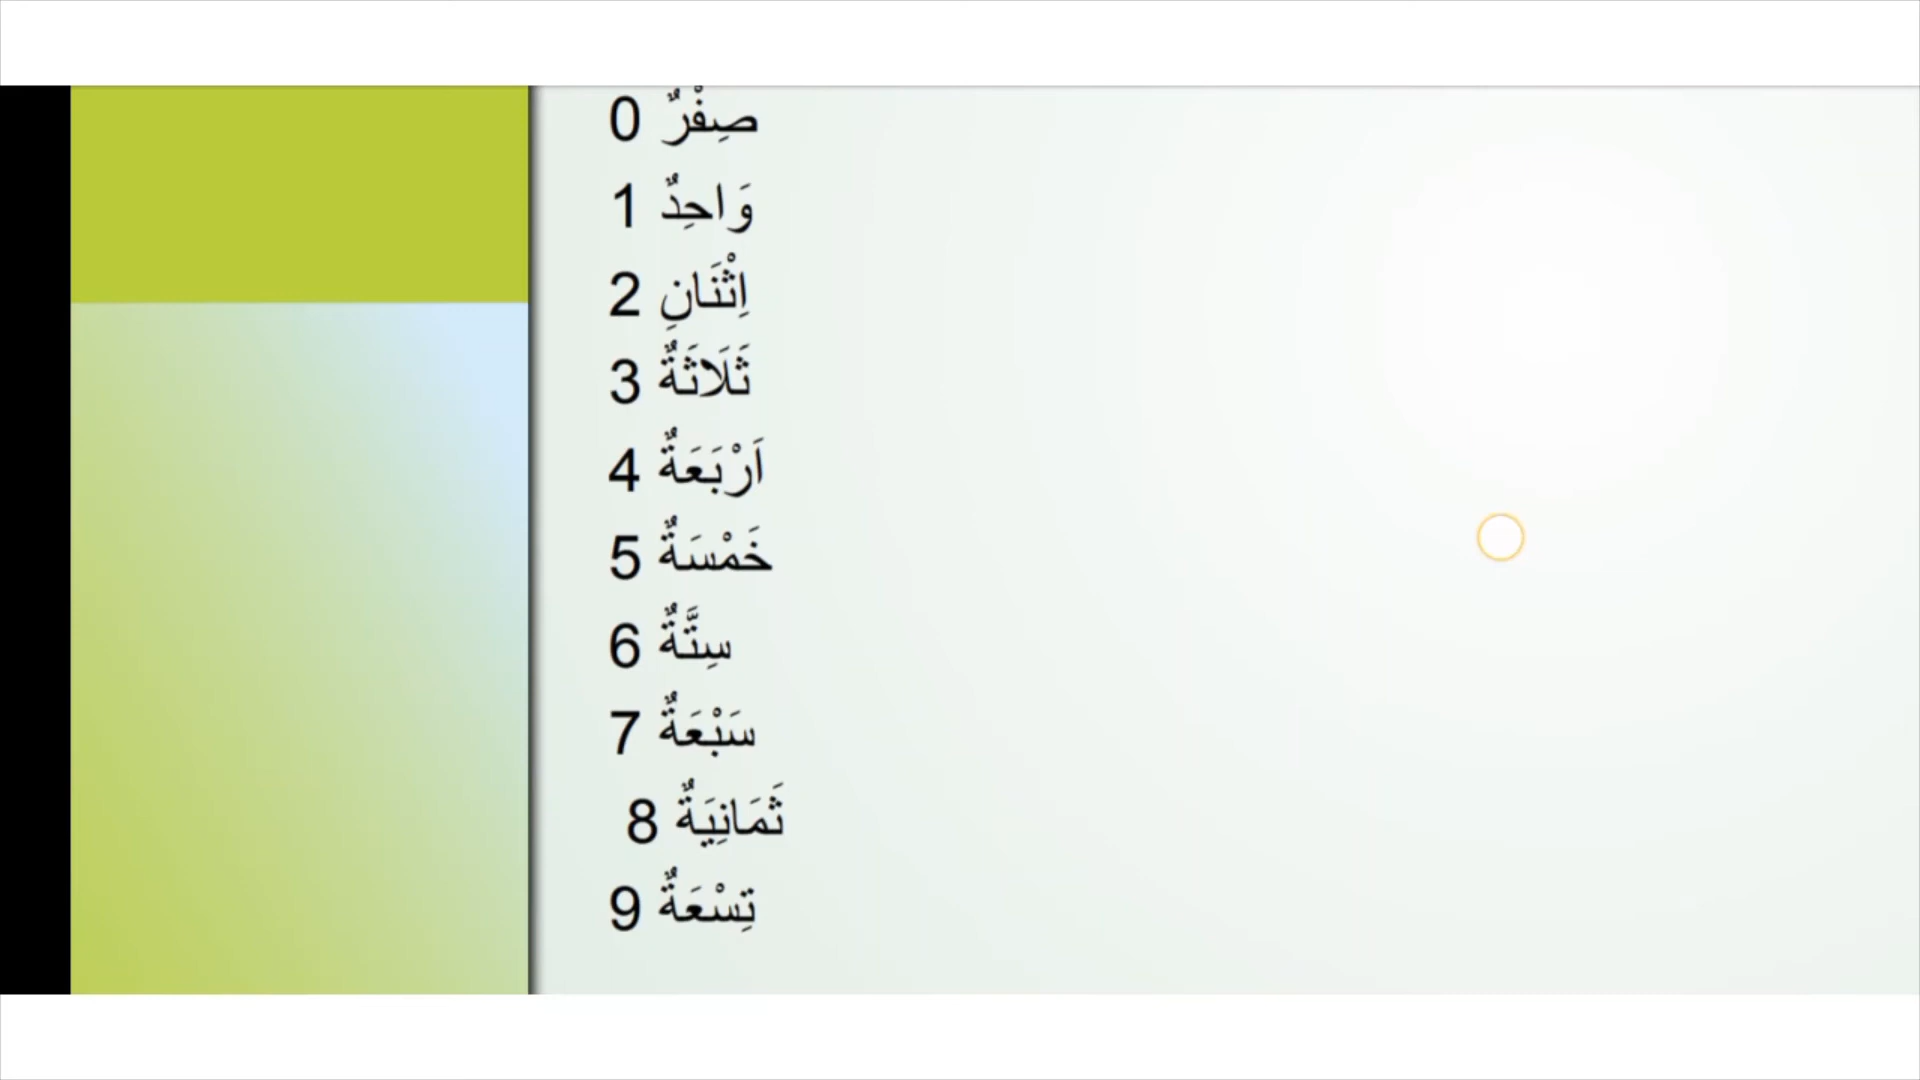 0 صِفْرٌ
1 وَاحِدٌ
2 اِثْنَانِ
3 ثَلَاثَةٌ
4 اَرْبَعَةٌ
5 خَمْسَةٌ
6 سِتَّةٌ
7 سَبْعَةٌ
8 ثَمَانِيَةٌ
9 تِسْعَةٌ